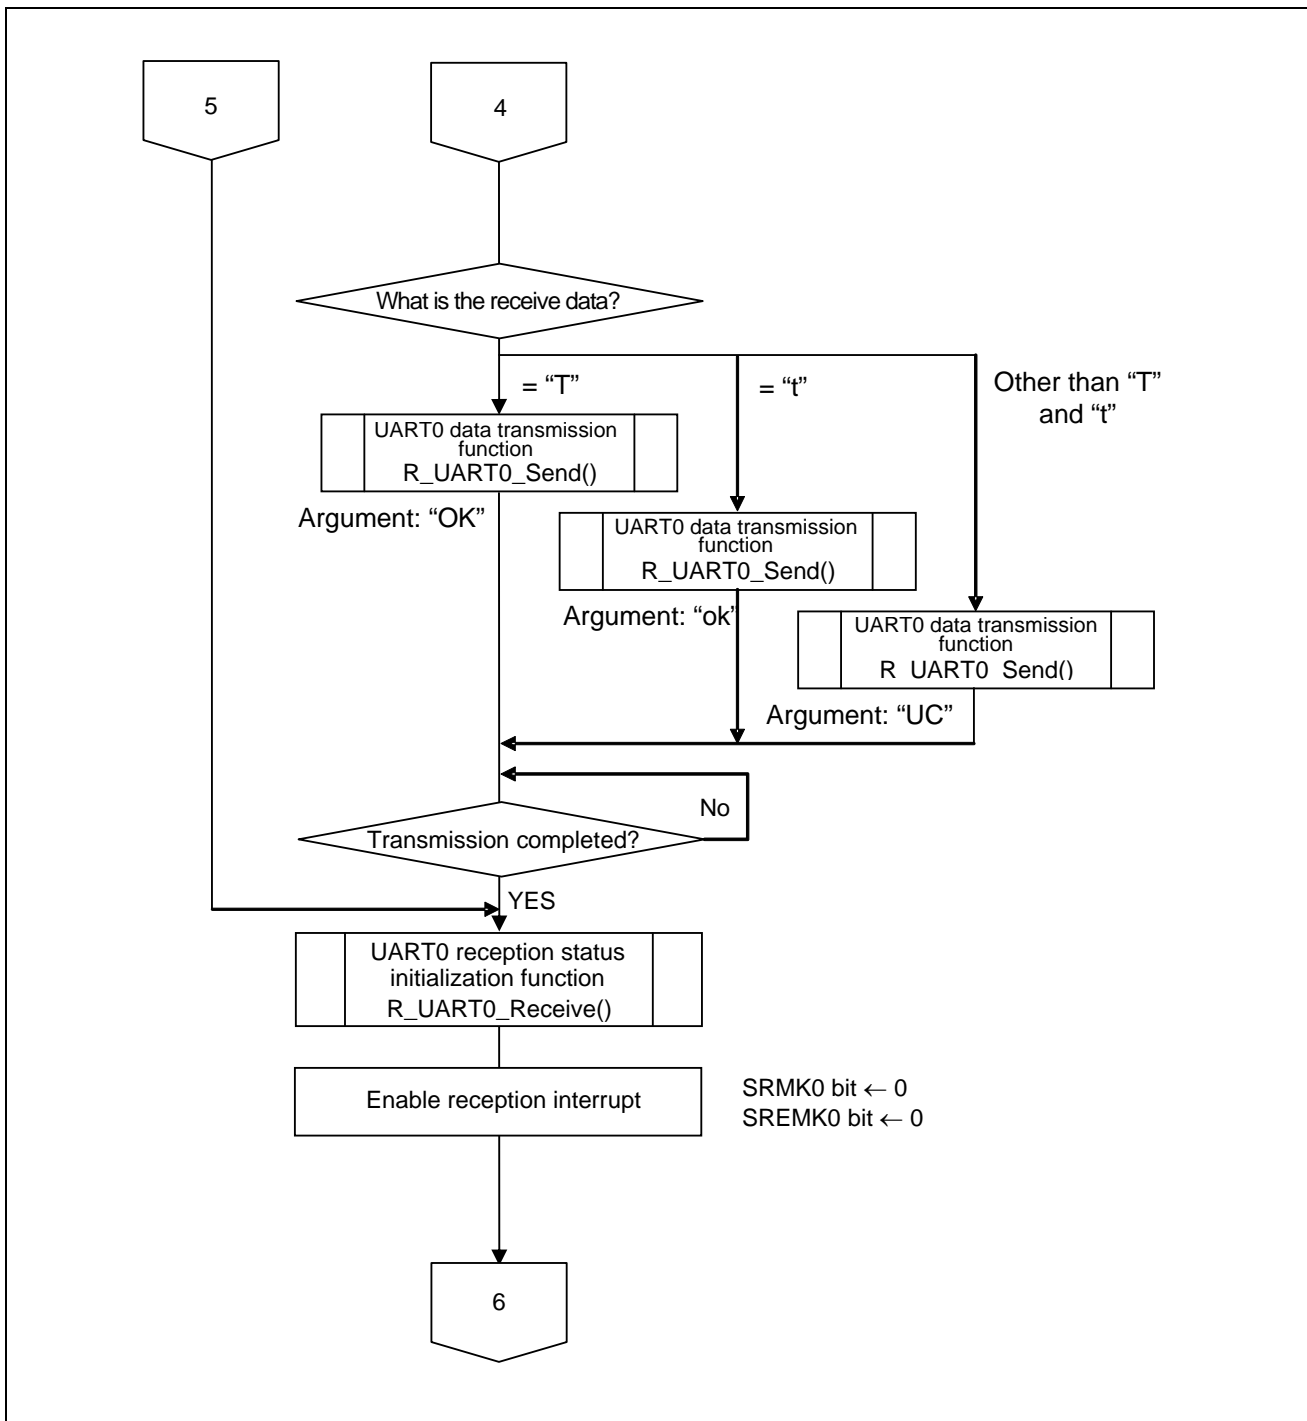 5
4
What is the receive data?
= “T”
= “t”
Other than “T”
and “t”
UART0 data transmission
function
R_UART0_Send()
Argument: “OK”
UART0 data transmission
function
R_UART0_Send()
Argument: “ok”
UART0 data transmission
function
R_UART0_Send()
Argument: “UC”
No
Transmission completed?
YES
UART0 reception status
initialization function
R_UART0_Receive()
Enable reception interrupt
SRMK0 bit ← 0
SREMK0 bit ← 0
6